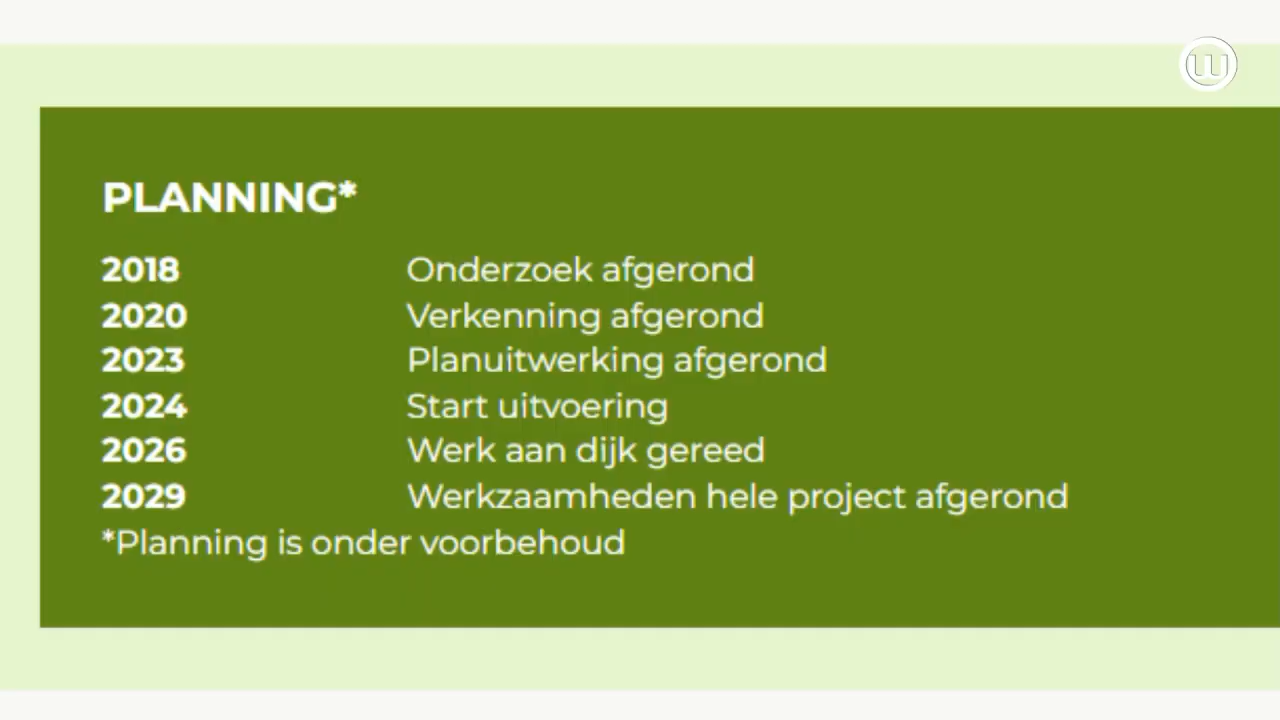 W
PLANNING*
2018 Onderzoek afgerond
2020 Verkenning afgerond
2023 Planuitwerking afgerond
2024 Start uitvoering
2026 Werk aan dijk gereed
2029 Werkzaamheden hele project afgerond
*Planning is onder voorbehoud